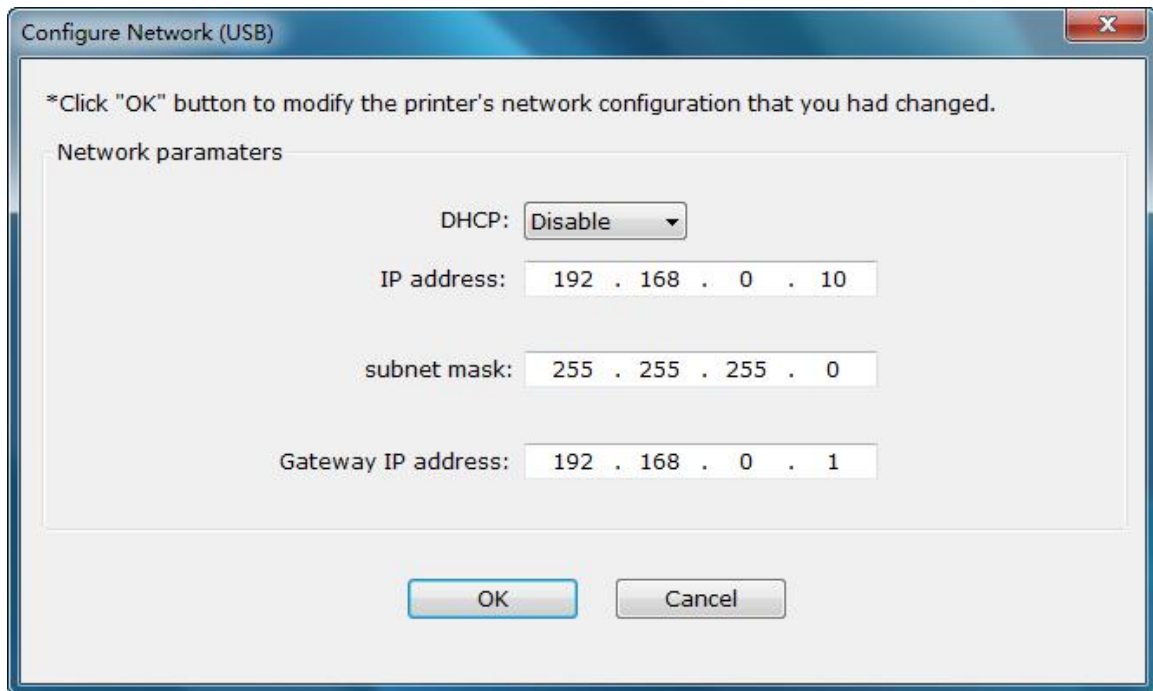 Configure Network (USB)
*Click "OK" button to modify the printer's network configuration that you had changed.
Network paramaters
DHCP: Disable
IP address: 192 . 168 . 0 . 10
subnet mask: 255 . 255 . 255 . 0
Gateway IP address: 192 . 168 . 0 . 1
OK Cancel